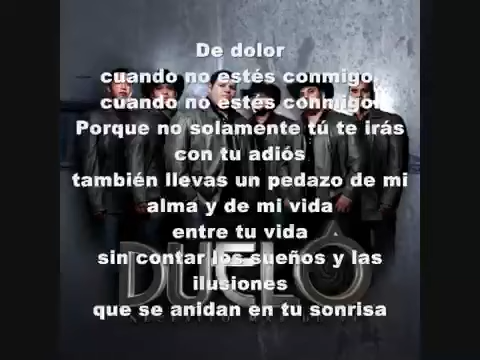 De dolor
cuando no estés conmigo,
cuando no estés conmigo.
Porque no solamente tú te irás
con tu adiós
también llevas un pedazo de mi
alma y de mi vida
entre tu vida
sin contar los sueños y las
ilusiones
que se anidan en tu sonrisa
DUELO